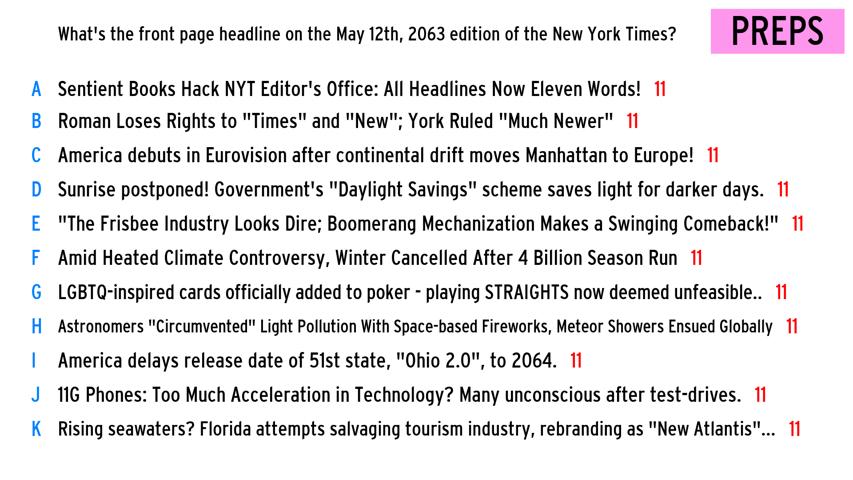 What's the front page headline on the May 12th, 2063 edition of the New York Times?
PREPS
A Sentient Books Hack NYT Editor's Office: All Headlines Now Eleven Words! 11
B Roman Loses Rights to "Times" and "New"; York Ruled "Much Newer" 11
C America debuts in Eurovision after continental drift moves Manhattan to Europe! 11
D Sunrise postponed! Government's "Daylight Savings" scheme saves light for darker days. 11
E "The Frisbee Industry Looks Dire; Boomerang Mechanization Makes a Swinging Comeback!" 11
F Amid Heated Climate Controversy, Winter Cancelled After 4 Billion Season Run 11
G LGBTQ-inspired cards officially added to poker - playing STRAIGHTS now deemed unfeasible.. 11
H Astronomers "Circumvented" Light Pollution With Space-based Fireworks, Meteor Showers Ensued Globally 11
I America delays release date of 51st state, "Ohio 2.0", to 2064. 11
J 11G Phones: Too Much Acceleration in Technology? Many unconscious after test-drives. 11
K Rising seawaters? Florida attempts salvaging tourism industry, rebranding as "New Atlantis"... 11